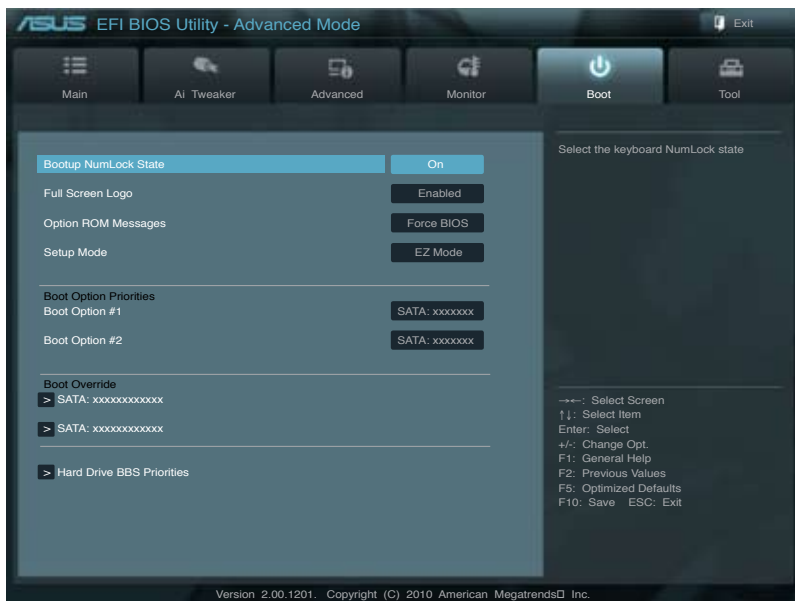 ASUS EFI BIOS Utility - Advanced Mode
Exit
Main
Ai Tweaker
Advanced
Monitor
Boot
Tool
Bootup NumLock State
On
Full Screen Logo
Enabled
Option ROM Messages
Force BIOS
Setup Mode
EZ Mode
Boot Option Priorities
Boot Option #1
SATA: xxxxxxx
Boot Option #2
SATA: xxxxxxx
Boot Override
> SATA: xxxxxxxxxxxx
> SATA: xxxxxxxxxxxx
> Hard Drive BBS Priorities
Select the keyboard NumLock state
→←: Select Screen
↑↓: Select Item
Enter: Select
+/-: Change Opt.
F1: General Help
F2: Previous Values
F5: Optimized Defaults
F10: Save ESC: Exit
Version 2.00.1201. Copyright (C) 2010 American Megatrends□ Inc.